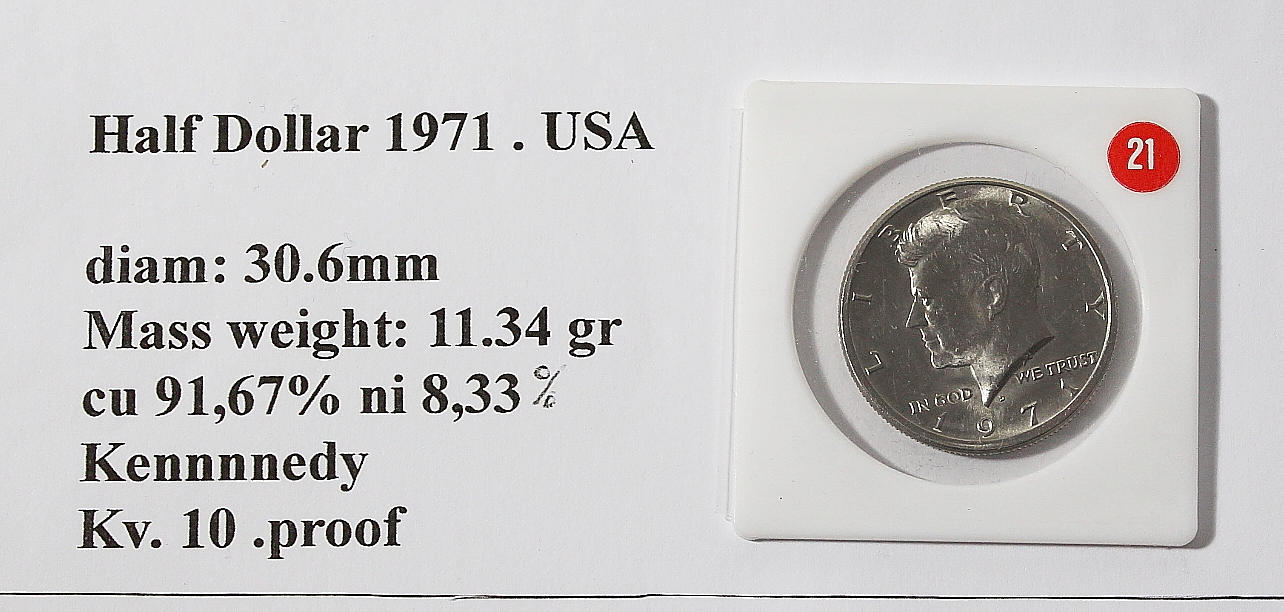 Half Dollar 1971 . USA
diam: 30.6mm
Mass weight: 11.34 gr
cu 91,67% ni 8,33%
Kennnnedy
Kv. 10 .proof
21
LIBERTY
IN GOD WE TRUST
1971